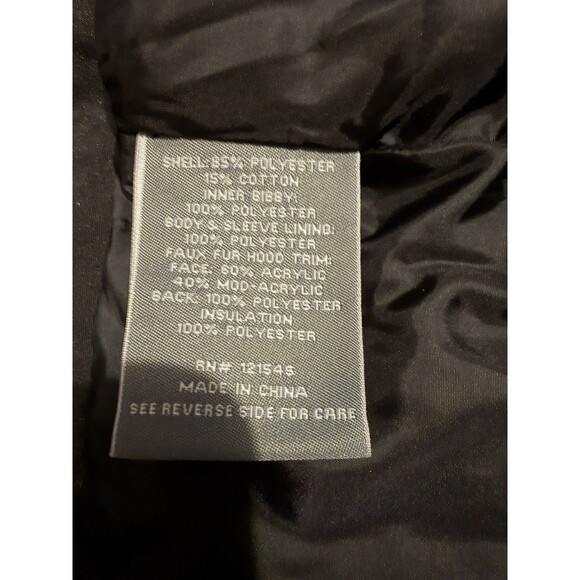 SHELL: 85% POLYESTER
15% COTTON
INNER BIBBY:
100% POLYESTER
BODY & SLEEVE LINING:
100% POLYESTER
FAUX FUR HOOD TRIM:
FACE: 60% ACRYLIC
40% MOD-ACRYLIC
BACK: 100% POLYESTER
INSULATION
100% POLYESTER
RN# 121545
MADE IN CHINA
SEE REVERSE SIDE FOR CARE